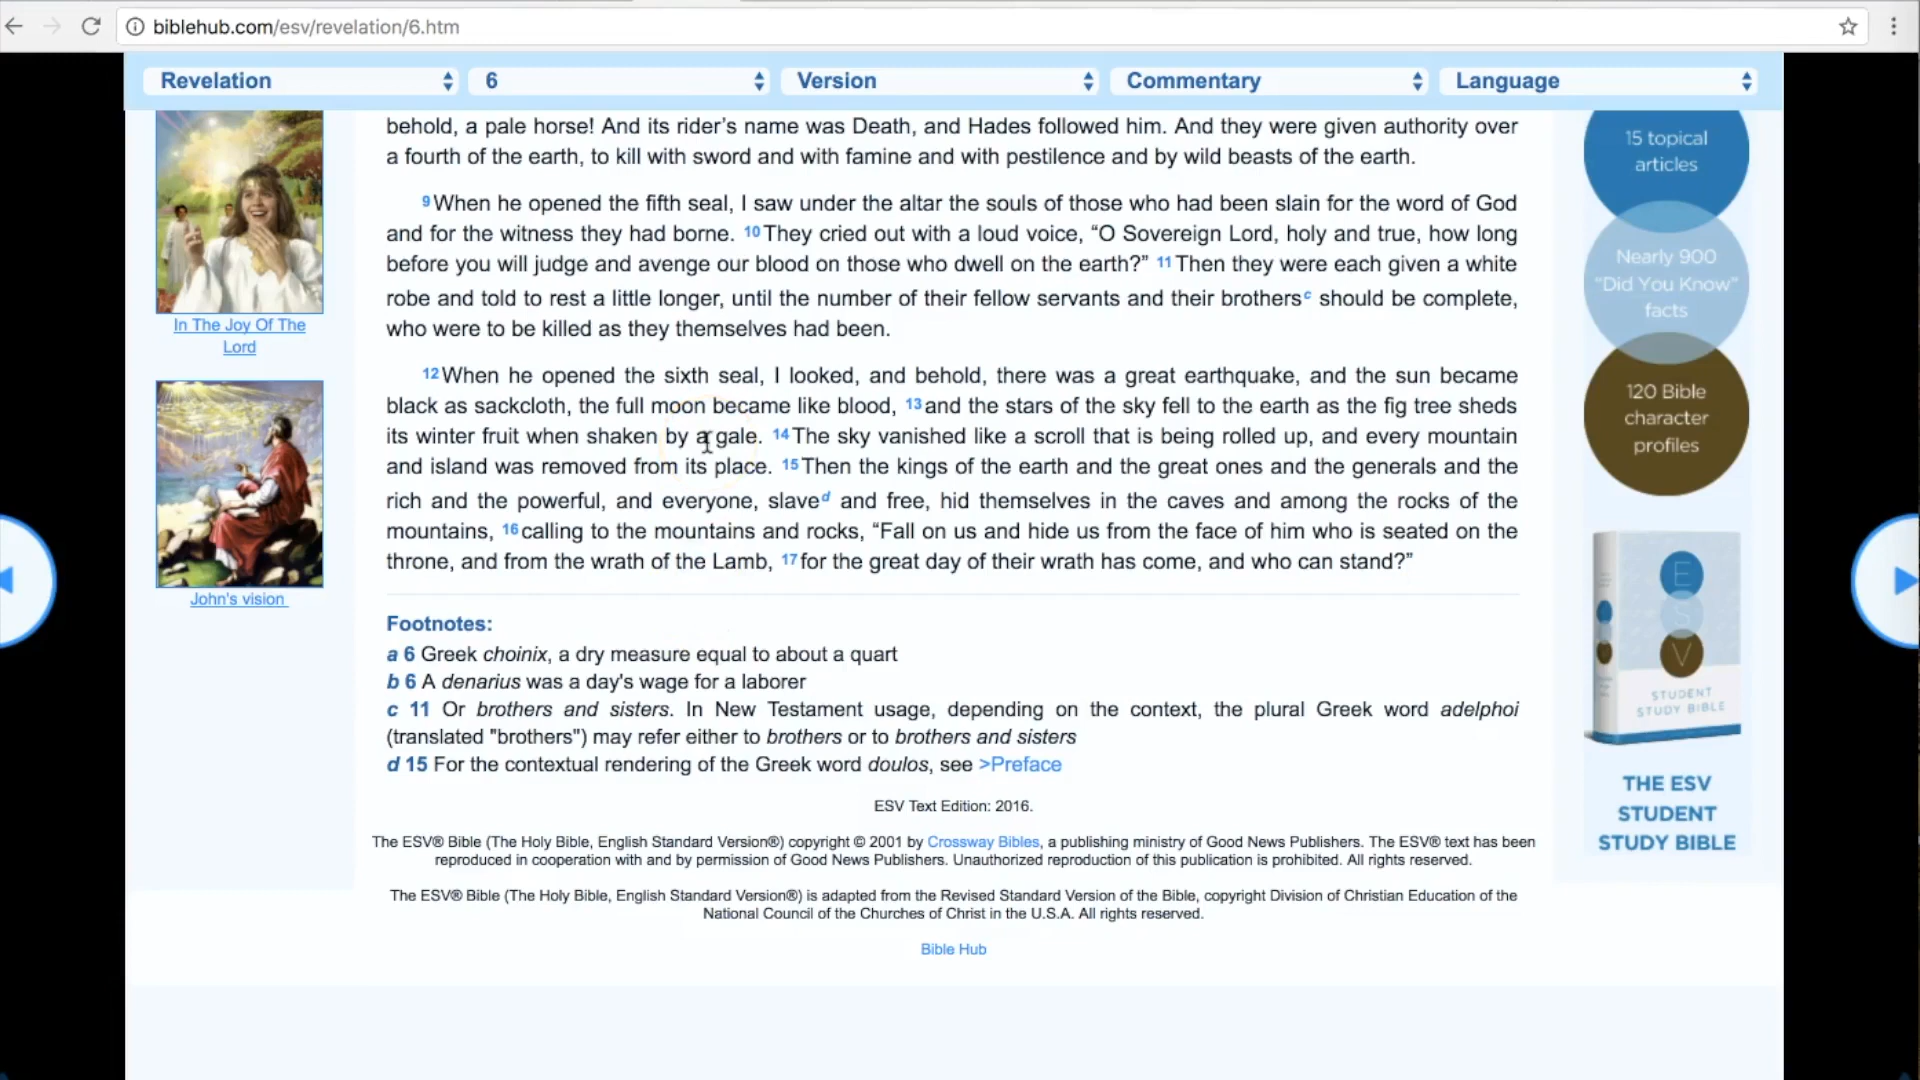 biblehub.com/esv/revelation/6.htm
Revelation 6 Version Commentary Language
behold, a pale horse! And its rider’s name was Death, and Hades followed him. And they were given authority over
a fourth of the earth, to kill with sword and with famine and with pestilence and by wild beasts of the earth.
9 When he opened the fifth seal, I saw under the altar the souls of those who had been slain for the word of God
and for the witness they had borne. 10 They cried out with a loud voice, “O Sovereign Lord, holy and true, how long
before you will judge and avenge our blood on those who dwell on the earth?” 11 Then they were each given a white
robe and told to rest a little longer, until the number of their fellow servants and their brothers c should be complete,
who were to be killed as they themselves had been.
12 When he opened the sixth seal, I looked, and behold, there was a great earthquake, and the sun became
black as sackcloth, the full moon became like blood, 13 and the stars of the sky fell to the earth as the fig tree sheds
its winter fruit when shaken by a gale. 14 The sky vanished like a scroll that is being rolled up, and every mountain
and island was removed from its place. 15 Then the kings of the earth and the great ones and the generals and the
rich and the powerful, and everyone, slave d and free, hid themselves in the caves and among the rocks of the
mountains, 16 calling to the mountains and rocks, “Fall on us and hide us from the face of him who is seated on the
throne, and from the wrath of the Lamb, 17 for the great day of their wrath has come, and who can stand?”
Footnotes:
a 6 Greek choinix, a dry measure equal to about a quart
b 6 A denarius was a day's wage for a laborer
c 11 Or brothers and sisters. In New Testament usage, depending on the context, the plural Greek word adelphoi
(translated "brothers") may refer either to brothers or to brothers and sisters
d 15 For the contextual rendering of the Greek word doulos, see >Preface
ESV Text Edition: 2016.
The ESV® Bible (The Holy Bible, English Standard Version®) copyright © 2001 by Crossway Bibles, a publishing ministry of Good News Publishers. The ESV® text has been
reproduced in cooperation with and by permission of Good News Publishers. Unauthorized reproduction of this publication is prohibited. All rights reserved.
The ESV® Bible (The Holy Bible, English Standard Version®) is adapted from the Revised Standard Version of the Bible, copyright Division of Christian Education of the
National Council of the Churches of Christ in the U.S.A. All rights reserved.
Bible Hub
In The Joy Of The
Lord
John's vision
15 topical
articles
Nearly 900
“Did You Know”
facts
120 Bible
character
profiles
E
S
V
STUDENT
STUDY BIBLE
THE ESV
STUDENT
STUDY BIBLE